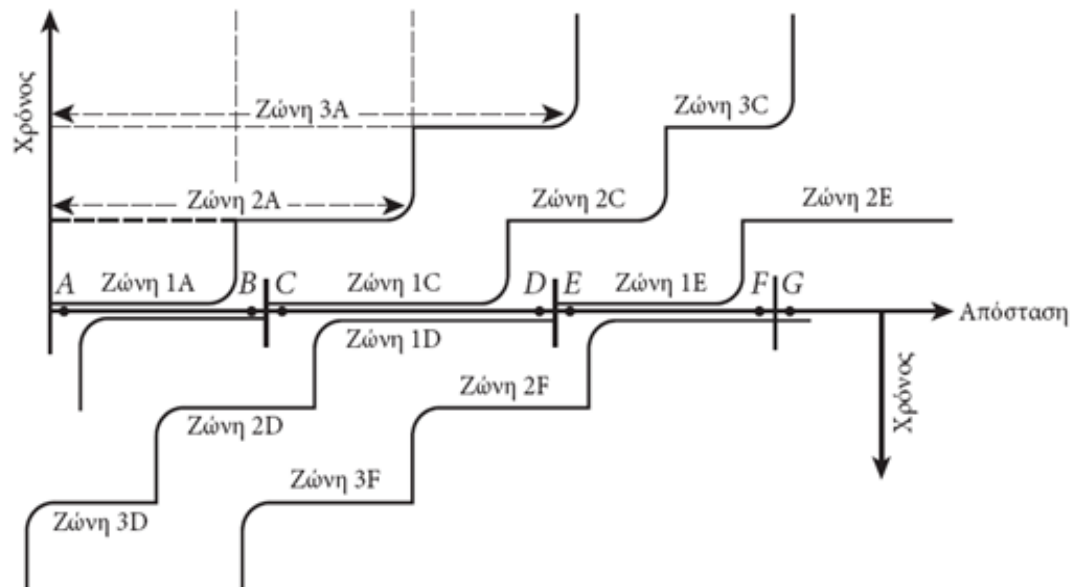 Χρόνος
Ζώνη 3A
Ζώνη 3C
Ζώνη 2A
Ζώνη 2C
Ζώνη 2E
A
Ζώνη 1A
B
C
Ζώνη 1C
D
E
Ζώνη 1E
F
G
Απόσταση
Ζώνη 1D
Χρόνος
Ζώνη 2D
Ζώνη 2F
Ζώνη 3D
Ζώνη 3F